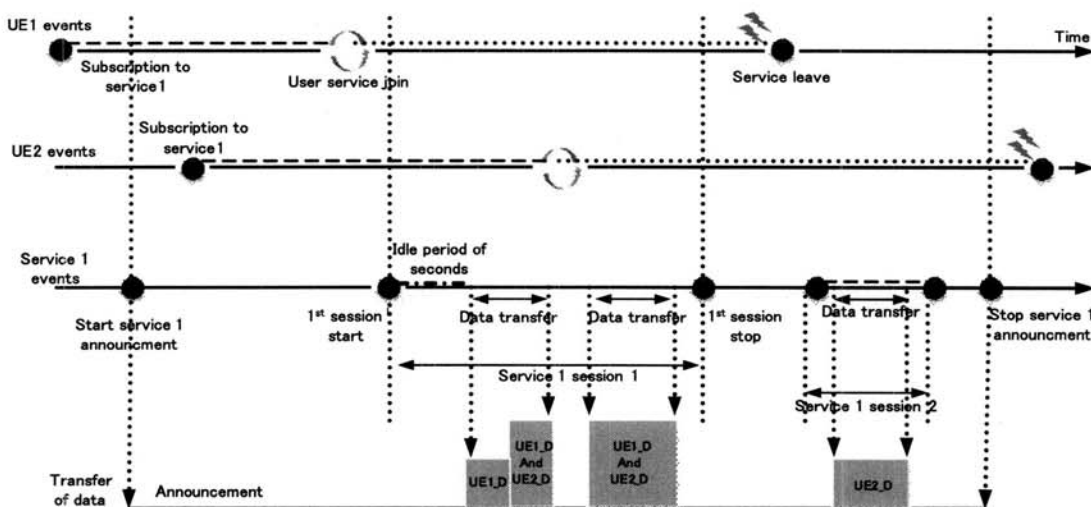 UE1 events
Time
Subscription to
service1
User service join
Service leave
Subscription to
service1
UE2 events
Idle period of
seconds
Service 1
events
Start service 1
announcment
1st session
start
Data transfer
Data transfer
1st session
stop
Data transfer
Stop service 1
announcment
Service 1 session 1
Service 1 session 2
UE1_D
UE1_D
And
UE2_D
UE1_D
And
UE2_D
UE2_D
Transfer
of data
Announcement